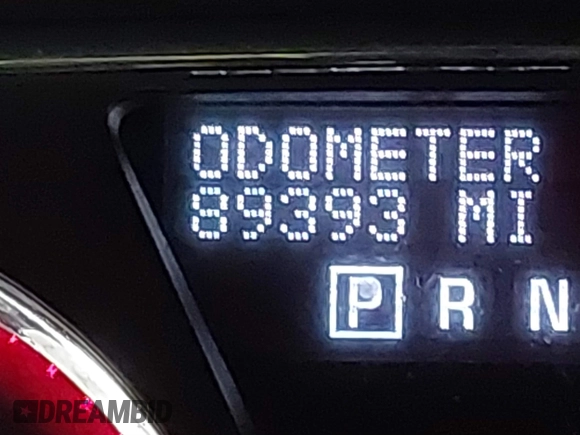 ODOMETER
89393 MI
P R N
DREAMBID